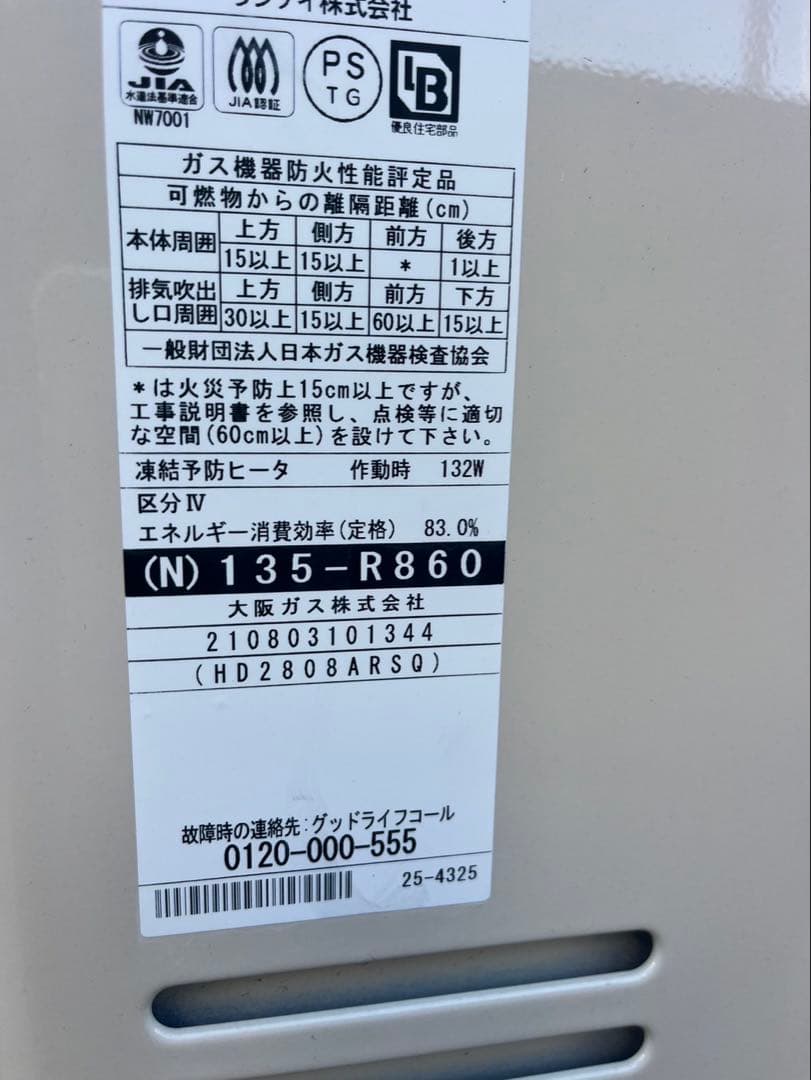 リンナイ株式会社
JIA
水道法基準適合
NW7001
JIA認証
PS
TG
LB
優良住宅部品
ガス機器防火性能評定品
可燃物からの離隔距離(cm)
本体周囲 上方 側方 前方 後方
15以上 15以上 * 1以上
排気吹出し口周囲 上方 側方 前方 下方
30以上 15以上 60以上 15以上
一般財団法人日本ガス機器検査協会
*は火災予防上15cm以上ですが、
工事説明書を参照し、点検等に適切
な空間(60cm以上)を設けて下さい。
凍結予防ヒータ 作動時 132W
区分Ⅳ
エネルギー消費効率(定格) 83.0%
(N) 135-R860
大阪ガス株式会社
210803101344
(HD2808ARSQ)
故障時の連絡先:グッドライフコール
0120-000-555
25-4325